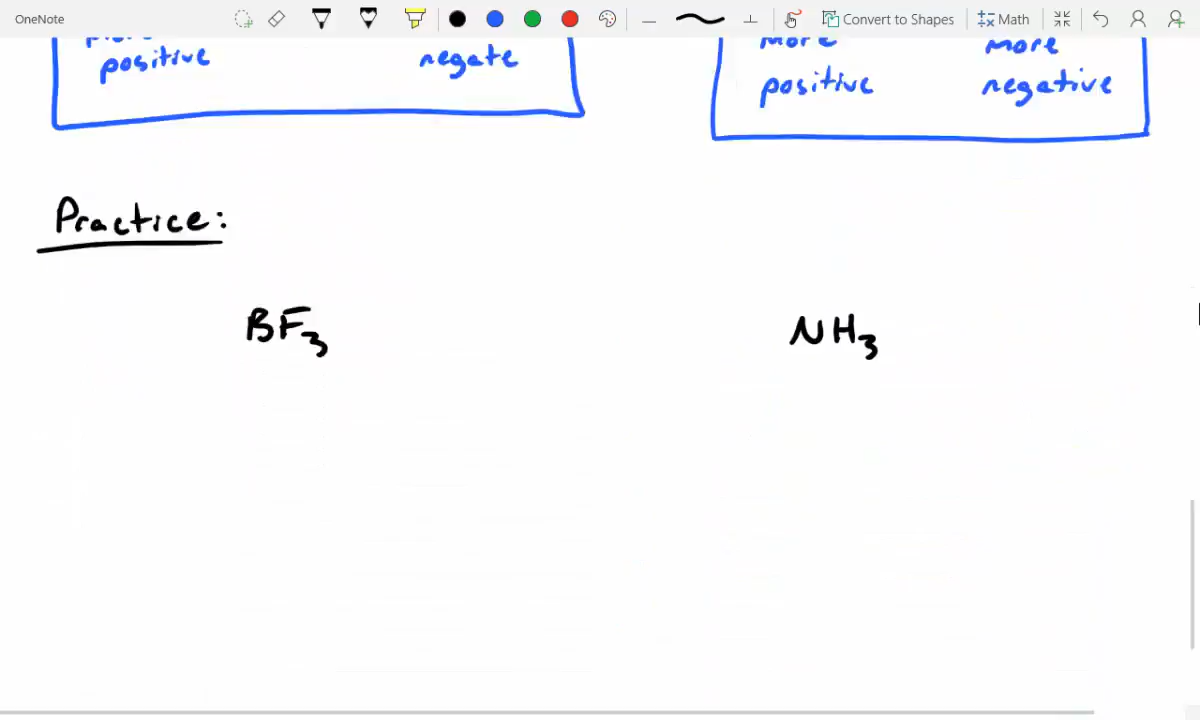 OneNote
Convert to Shapes
Math
more more
positive negate
positive negative
Practice:
BF₃ NH₃